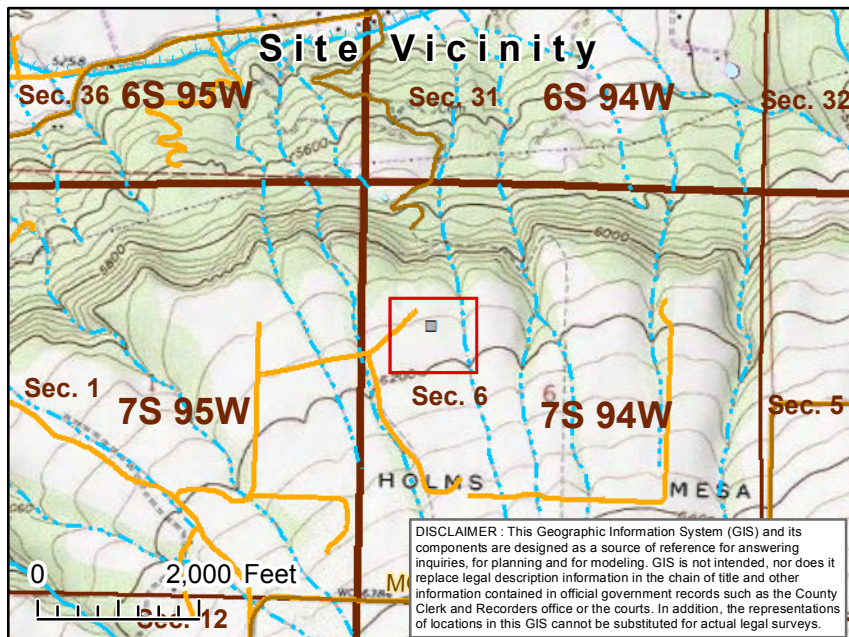 Site Vicinity
5258
Sec. 36
6S 95W
Sec. 31
6S 94W
Sec. 32
5600
5800
6000
6200
Sec. 1
1
7S 95W
Sec. 6
6
7S 94W
Sec. 5
HOLMS MESA
0 2,000 Feet
Sec. 12
DISCLAIMER : This Geographic Information System (GIS) and its
components are designed as a source of reference for answering
inquiries, for planning and for modeling. GIS is not intended, nor does it
replace legal description information in the chain of title and other
information contained in official government records such as the County
Clerk and Recorders office or the courts. In addition, the representations
of locations in this GIS cannot be substituted for actual legal surveys.